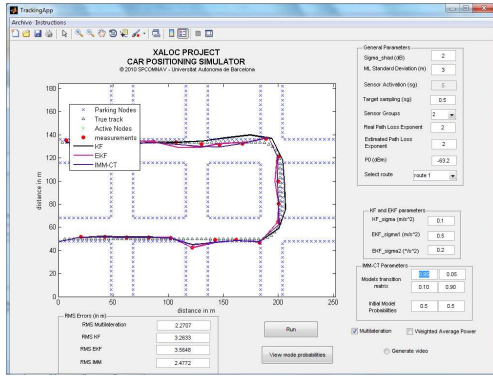 TrackingApp
Archive Instructions
XALOC PROJECT
CAR POSITIONING SIMULATOR
© 2010 SPCOMNAV - Universitat Autonoma de Barcelona
180
160
140
120
100
80
60
40
20
0
distance in m
Parking Nodes
True track
Active Nodes
measurements
KF
EKF
IMM-CT
0
50
100
150
200
250
distance in m
General Parameters
Sigma_shad (dB) 2
ML Standard Deviation (m) 3
Sensor Activation (sg) 5
Target sampling (sg) 0.5
Sensor Groups 2
Real Path Loss Exponent 2
Estimated Path Loss
Exponent 2
P0 (dBm) -63.2
Select route route 1
KF and EKF parameters
KF_sigma (m/s^2) 0.1
EKF_sigma1 (m/s^2) 0.5
EKF_sigma2 (º/s^2) 0.2
IMM-CT Parameters
Models transition
matrix
0.95 0.05
0.10 0.90
Initial Model
Probabilities 0.5 0.5
RMS Errors (in m)
RMS Multilateration 2.2707
RMS KF 3.2633
RMS EKF 3.5648
RMS IMM 2.4772
Run
View mode probabilities
Multilateration
Weighted Average Power
Generate video